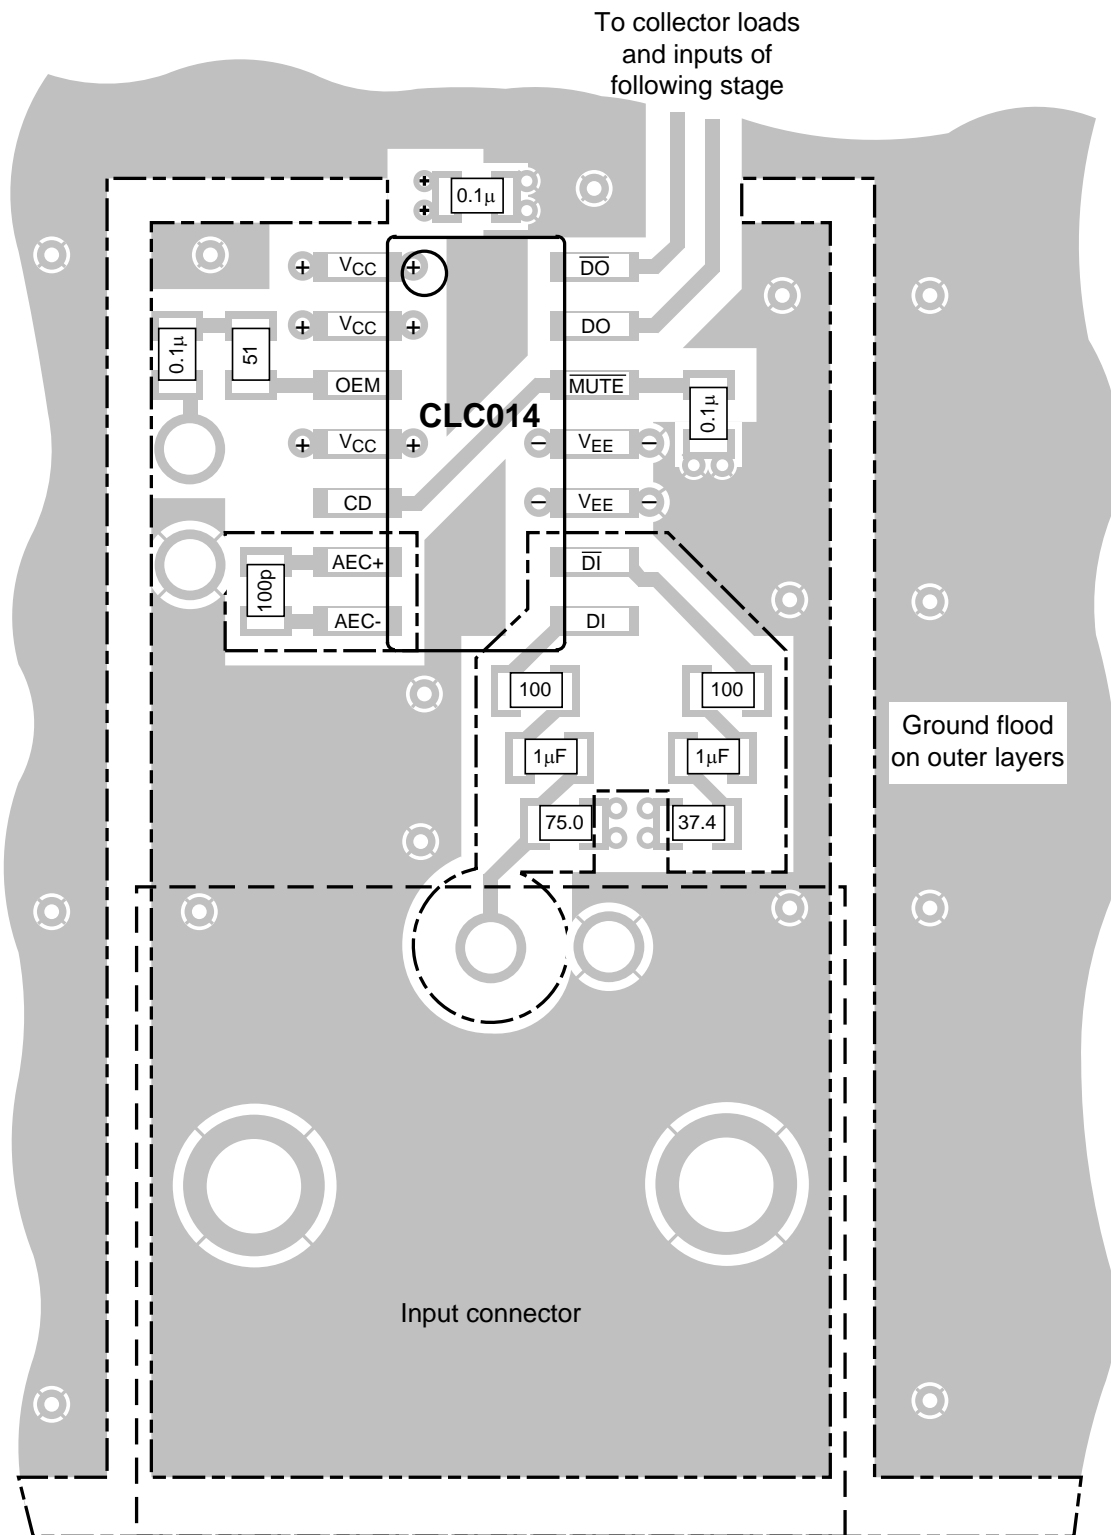 To collector loads
and inputs of
following stage
0.1μ
VCC
DO
VCC
DO
0.1μ
51
OEM
MUTE
0.1μ
CLC014
VCC
VEE
CD
VEE
AEC+
DI
100p
AEC-
DI
100
100
Ground flood
on outer layers
1μF
1μF
75.0
37.4
Input connector